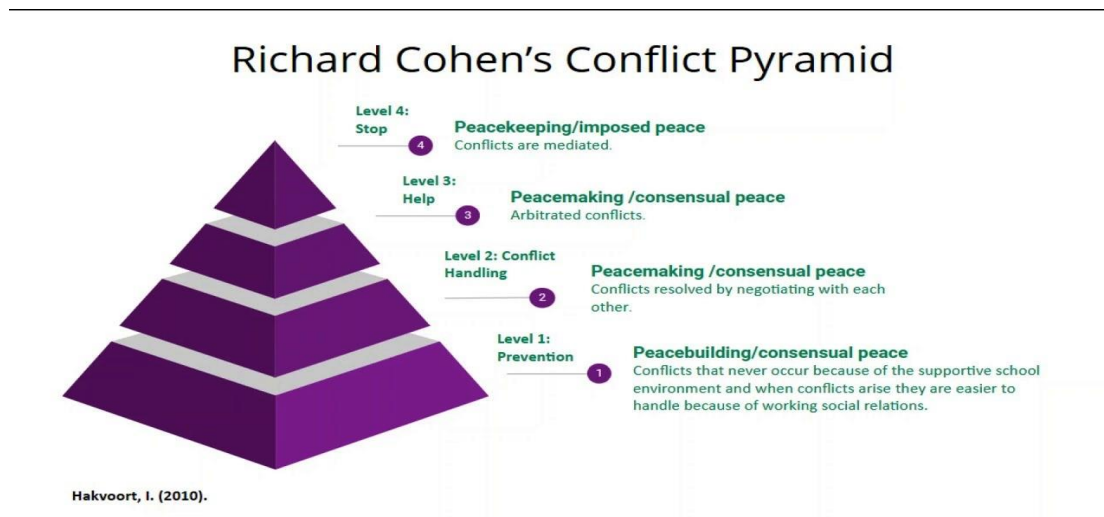 Richard Cohen's Conflict Pyramid
Level 4:
Stop
4
Peacekeeping/imposed peace
Conflicts are mediated.
Level 3:
Help
3
Peacemaking /consensual peace
Arbitrated conflicts.
Level 2: Conflict
Handling
2
Peacemaking /consensual peace
Conflicts resolved by negotiating with each
other.
Level 1:
Prevention
1
Peacebuilding/consensual peace
Conflicts that never occur because of the supportive school
environment and when conflicts arise they are easier to
handle because of working social relations.
Hakvoort, I. (2010).